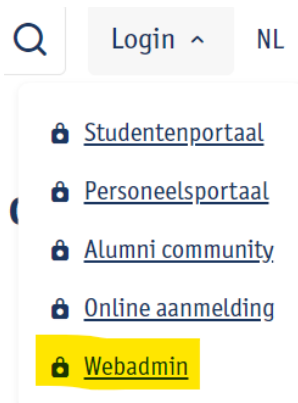 Login NL
Studentenportaal
Personeelsportaal
Alumni community
Online aanmelding
Webadmin